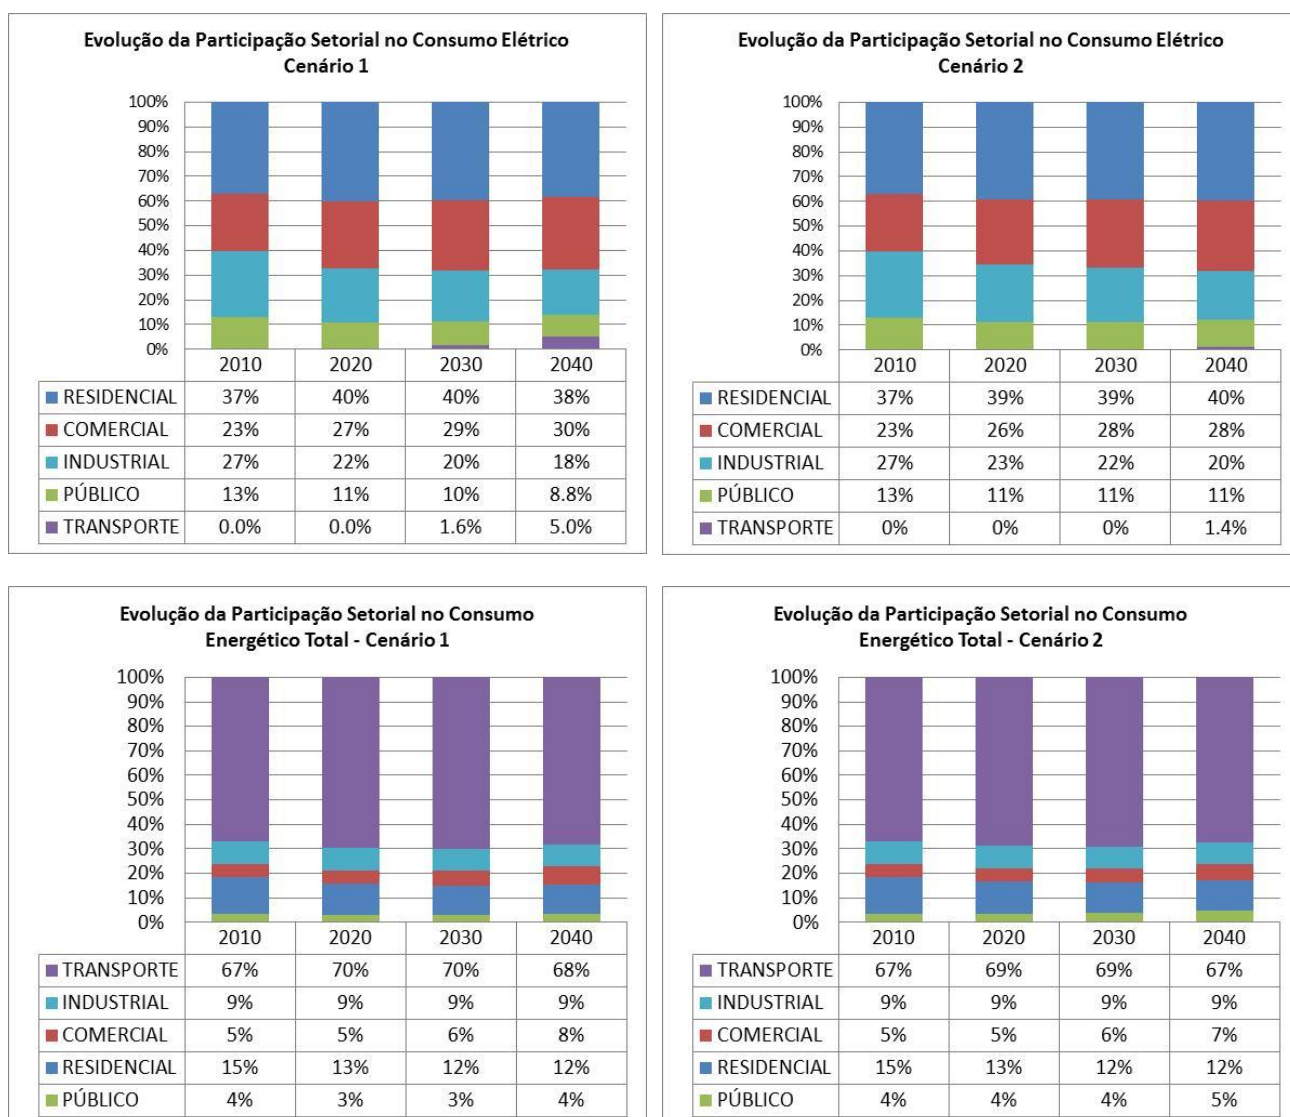 Evolução da Participação Setorial no Consumo Elétrico
Cenário 1
100%
90%
80%
70%
60%
50%
40%
30%
20%
10%
0%
2010 2020 2030 2040
RESIDENCIAL 37% 40% 40% 38%
COMERCIAL 23% 27% 29% 30%
INDUSTRIAL 27% 22% 20% 18%
PÚBLICO 13% 11% 10% 8.8%
TRANSPORTE 0.0% 0.0% 1.6% 5.0%
Evolução da Participação Setorial no Consumo Elétrico
Cenário 2
100%
90%
80%
70%
60%
50%
40%
30%
20%
10%
0%
2010 2020 2030 2040
RESIDENCIAL 37% 39% 39% 40%
COMERCIAL 23% 26% 28% 28%
INDUSTRIAL 27% 23% 22% 20%
PÚBLICO 13% 11% 11% 11%
TRANSPORTE 0% 0% 0% 1.4%
Evolução da Participação Setorial no Consumo
Energético Total - Cenário 1
100%
90%
80%
70%
60%
50%
40%
30%
20%
10%
0%
2010 2020 2030 2040
TRANSPORTE 67% 70% 70% 68%
INDUSTRIAL 9% 9% 9% 9%
COMERCIAL 5% 5% 6% 8%
RESIDENCIAL 15% 13% 12% 12%
PÚBLICO 4% 3% 3% 4%
Evolução da Participação Setorial no Consumo
Energético Total - Cenário 2
100%
90%
80%
70%
60%
50%
40%
30%
20%
10%
0%
2010 2020 2030 2040
TRANSPORTE 67% 69% 69% 67%
INDUSTRIAL 9% 9% 9% 9%
COMERCIAL 5% 5% 6% 7%
RESIDENCIAL 15% 13% 12% 12%
PÚBLICO 4% 4% 4% 5%